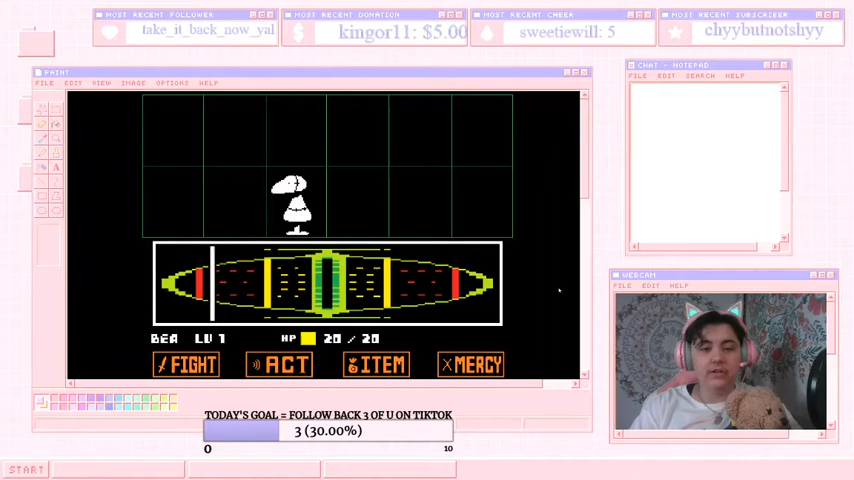 MOST RECENT FOLLOWER
take_it_back_now_yal
MOST RECENT DONATION
kingor11: $5.00
MOST RECENT CHEER
sweetiewill: 5
MOST RECENT SUBSCRIBER
chyybutnotshyy
PAINT
FILE EDIT VIEW IMAGE OPTIONS HELP
A
CHAT - NOTEPAD
FILE EDIT SEARCH HELP
WEBCAM
FILE EDIT HELP
BEA LV 1 HP 20 / 20
FIGHT ACT ITEM MERCY
TODAY'S GOAL = FOLLOW BACK 3 OF U ON TIKTOK
3 (30.00%)
0 10
START